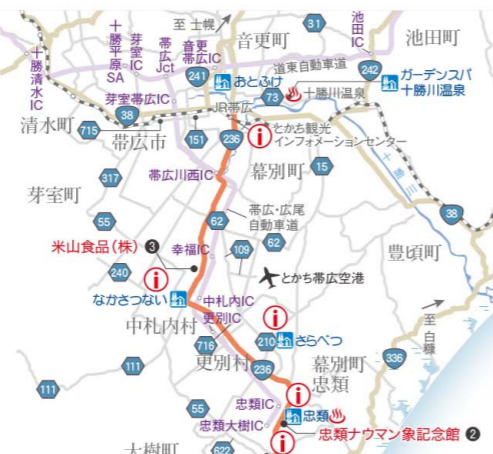 至 士幌
31
池田IC
池田町
音更町
十勝平原SA
芽室IC
帯広Jct
音更帯広IC
十勝清水IC
道東自動車道
241
おとふけ
242
ガーデンスパ
十勝川温泉
73
十勝川温泉
芽室帯広IC
JR帯広
38
清水町
715
帯広市
151
236
とかち観光
インフォメーションセンター
十勝川
幕別町
15
317
帯広川西IC
芽室町
38
55
62
帯広・広尾
自動車道
豊頃町
米山食品(株) 3
幸福IC
109
62
240
とかち帯広空港
なかさつない
中札内IC
中札内村
更別IC
至 白糠
716
210
さらべつ
更別村
236
幕別町
忠類
336
111
111
忠類IC
55
忠類
忠類大樹IC
忠類ナウマン象記念館 2
大樹町
622